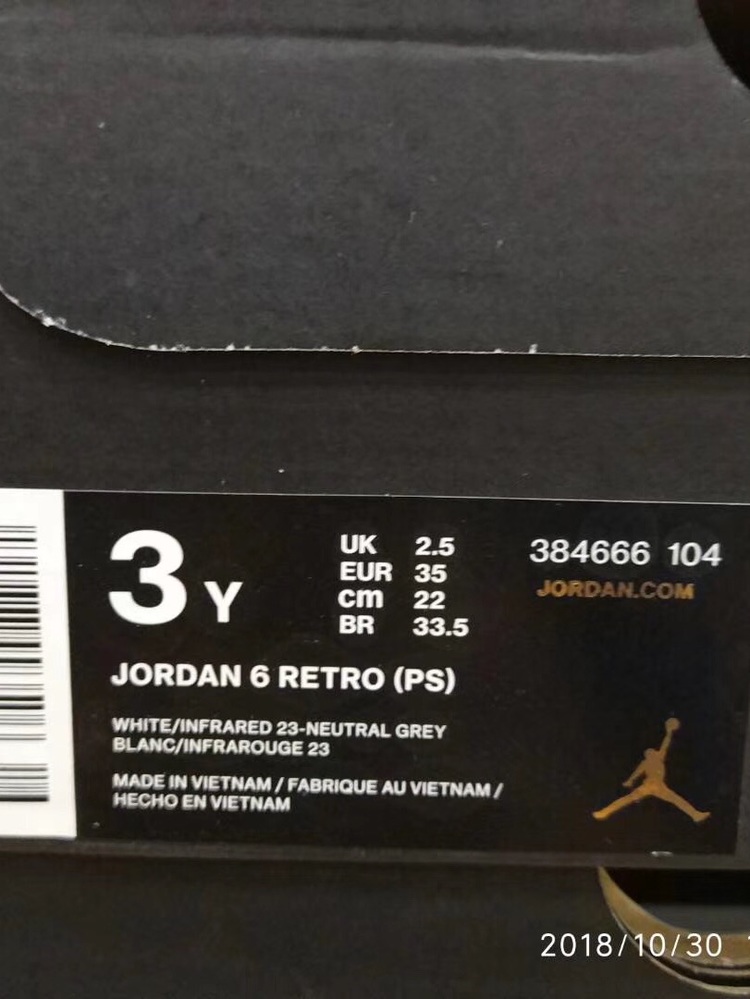 3 Y
UK 2.5
EUR 35
cm 22
BR 33.5
384666 104
JORDAN.COM
JORDAN 6 RETRO (PS)
WHITE/INFRARED 23-NEUTRAL GREY
BLANC/INFRAROUGE 23
MADE IN VIETNAM / FABRIQUE AU VIETNAM /
HECHO EN VIETNAM
2018/10/30